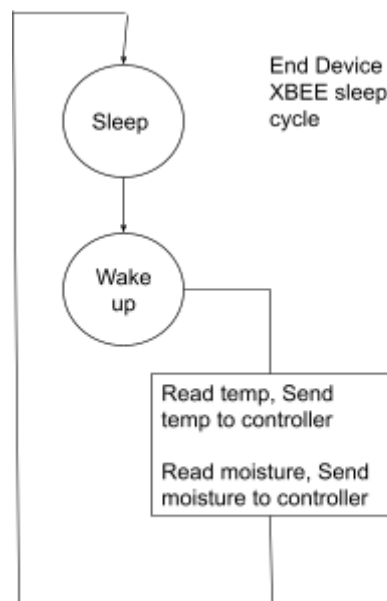 End Device
XBEE sleep
cycle
Sleep
Wake
up
Read temp, Send
temp to controller
Read moisture, Send
moisture to controller